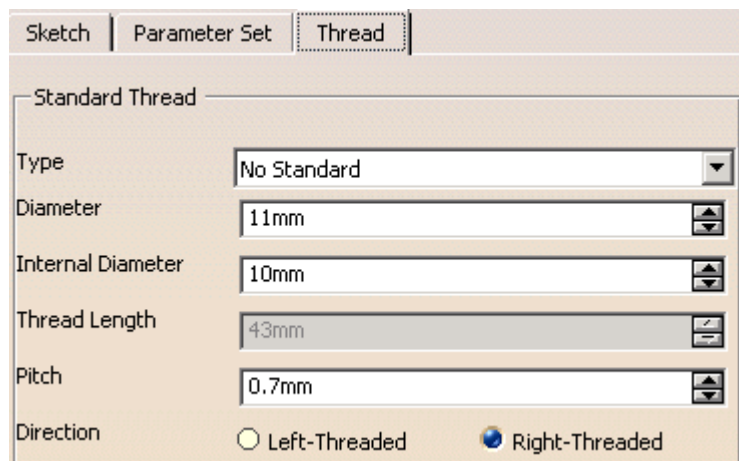 Sketch Parameter Set Thread
Standard Thread
Type No Standard
Diameter 11mm
Internal Diameter 10mm
Thread Length 43mm
Pitch 0.7mm
Direction Left-Threaded Right-Threaded